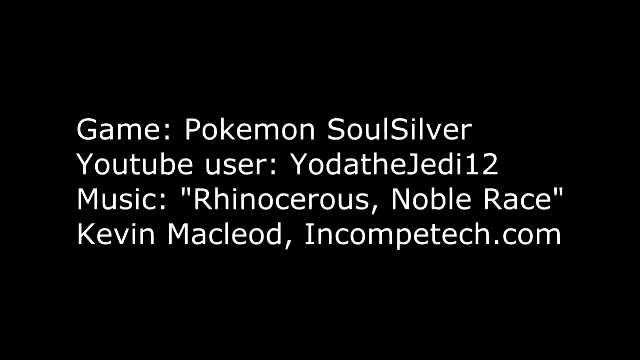 Game: Pokemon SoulSilver
Youtube user: YodatheJedi12
Music: "Rhinocerous, Noble Race"
Kevin Macleod, Incompetech.com